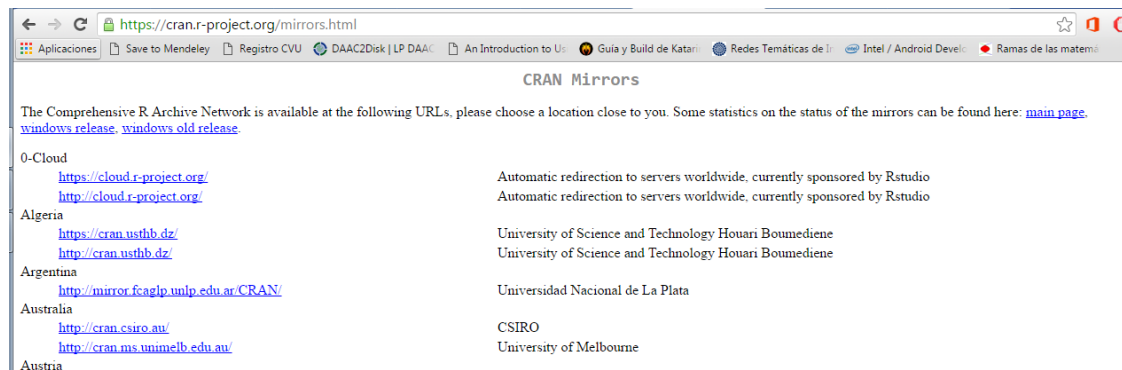 https://cran.r-project.org/mirrors.html
Aplicaciones Save to Mendeley Registro CVU DAAC2Disk | LP DAAC An Introduction to Us Guía y Build de Katari Redes Temáticas de In Intel / Android Develo Ramas de las matemá
CRAN Mirrors
The Comprehensive R Archive Network is available at the following URLs, please choose a location close to you. Some statistics on the status of the mirrors can be found here: main page,
windows release, windows old release.
0-Cloud
https://cloud.r-project.org/ Automatic redirection to servers worldwide, currently sponsored by Rstudio
http://cloud.r-project.org/ Automatic redirection to servers worldwide, currently sponsored by Rstudio
Algeria
https://cran.usthb.dz/ University of Science and Technology Houari Boumediene
http://cran.usthb.dz/ University of Science and Technology Houari Boumediene
Argentina
http://mirror.fcaglp.unlp.edu.ar/CRAN/ Universidad Nacional de La Plata
Australia
http://cran.csiro.au/ CSIRO
http://cran.ms.unimelb.edu.au/ University of Melbourne
Austria